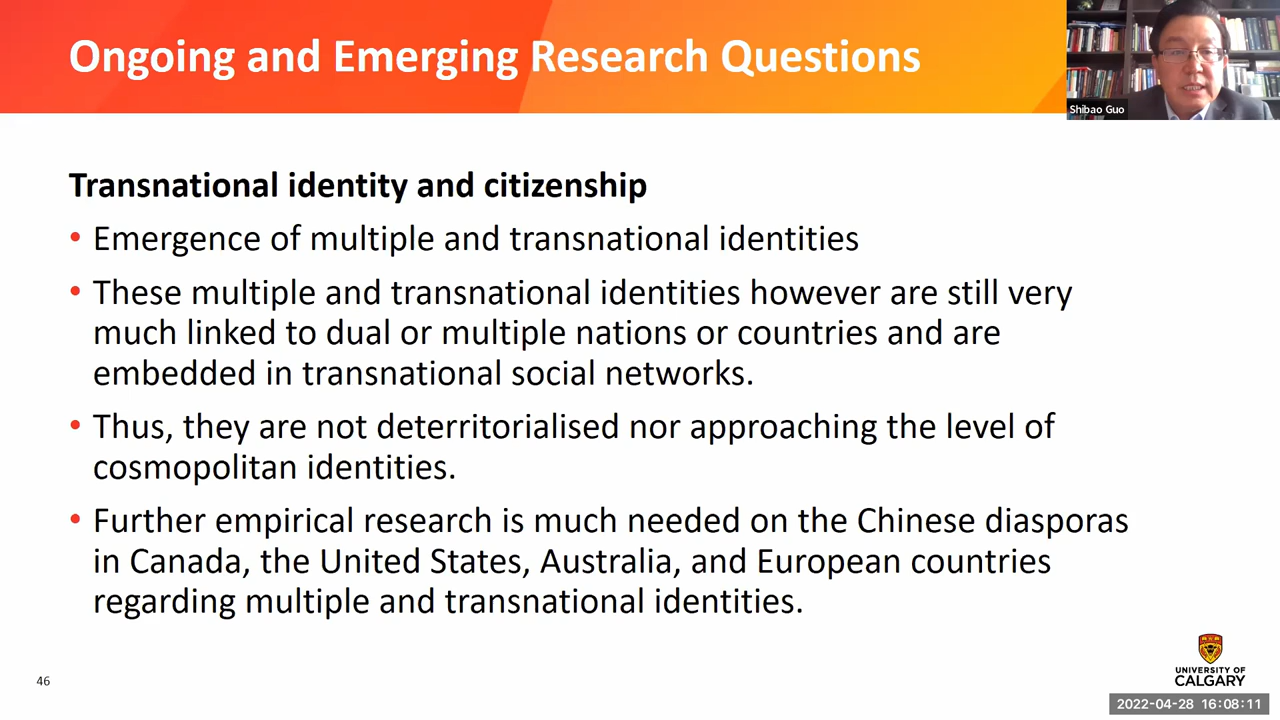 Ongoing and Emerging Research Questions
Shibao Guo
Transnational identity and citizenship
• Emergence of multiple and transnational identities
• These multiple and transnational identities however are still very
much linked to dual or multiple nations or countries and are
embedded in transnational social networks.
• Thus, they are not deterritorialised nor approaching the level of
cosmopolitan identities.
• Further empirical research is much needed on the Chinese diasporas
in Canada, the United States, Australia, and European countries
regarding multiple and transnational identities.
46
UNIVERSITY OF
CALGARY
2022-04-28 16:08:11